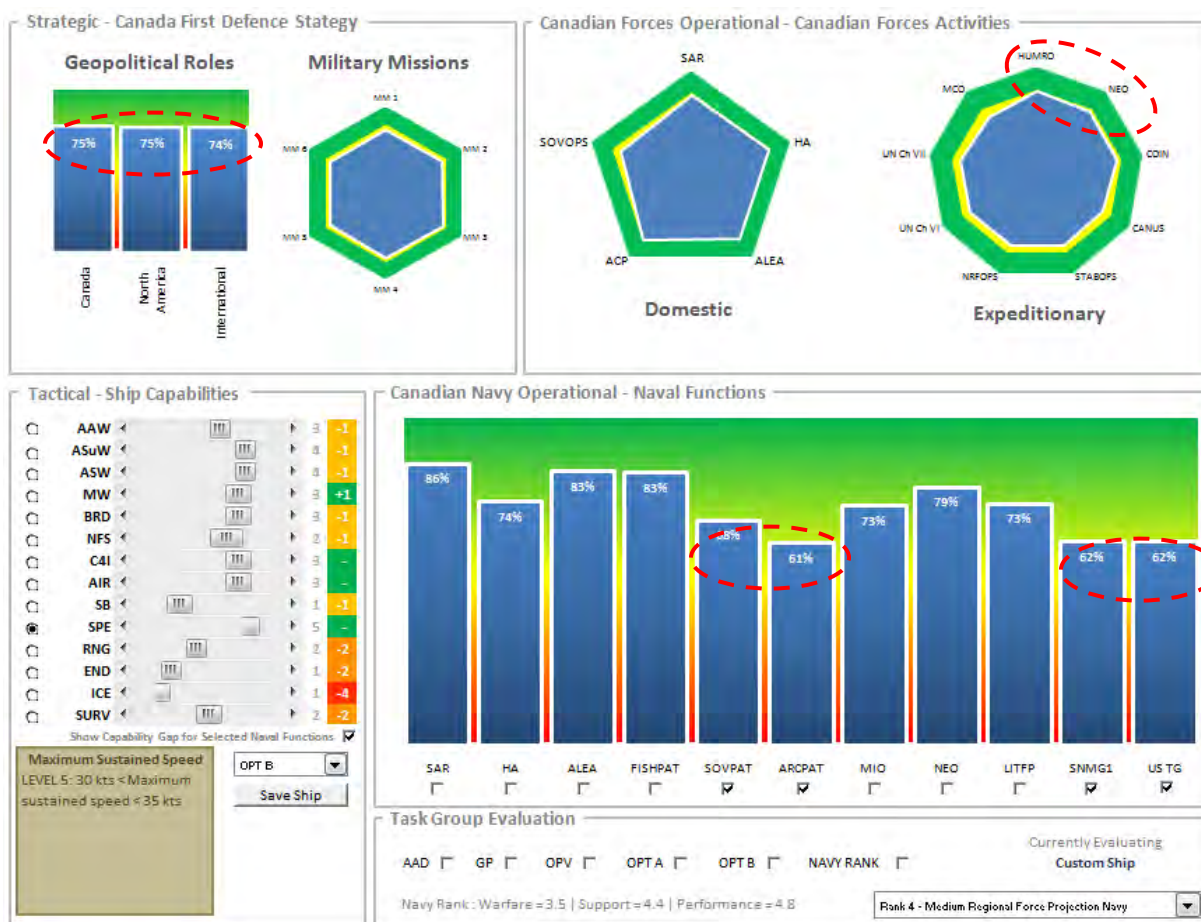 Strategic - Canada First Defence Stategy
Geopolitical Roles
Military Missions
75%
75%
74%
Canada
North
America
International
MM 1
MM 2
MM 3
MM 4
MM 5
MM 6
Canadian Forces Operational - Canadian Forces Activities
SAR
HA
ALEA
ACP
SOVOPS
Domestic
HUMRO
NEO
COIN
CANUS
STABOPS
NRFOPS
UN Ch VI
UN Ch VII
MCO
Expeditionary
Tactical - Ship Capabilities
AAW 3 -1
ASuW 4 -1
ASW 4 -1
MW 3 +1
BRD 3 -1
NFS 2 -1
C4I 3 -
AIR 3 -
SB 1 -1
SPE 5 -
RNG 2 -2
END 1 -2
ICE 1 -4
SURV 2 -2
Show Capability Gap for Selected Naval Functions
Maximum Sustained Speed
LEVEL 5: 30 kts < Maximum
sustained speed < 35 kts
OPT B
Save Ship
Canadian Navy Operational - Naval Functions
86% 74% 83% 83% 61% 73% 79% 73% 62% 62%
SAR HA ALEA FISHPAT SOVPAT ARCPAT MIO NEO LITFP SNMG1 US TG
Task Group Evaluation
AAD GP OPV OPT A OPT B NAVY RANK
Currently Evaluating
Custom Ship
Navy Rank : Warfare = 3.5 | Support = 4.4 | Performance = 4.8
Rank 4 - Medium Regional Force Projection Navy